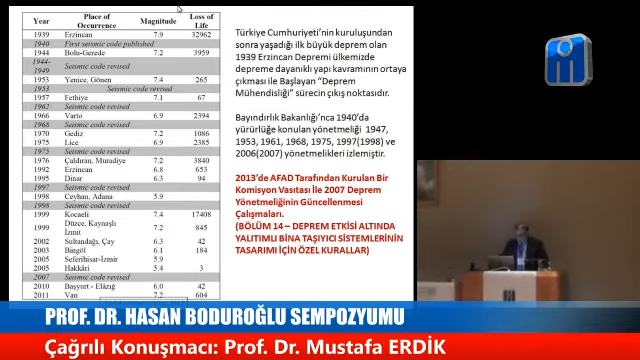 Year Place of Occurrence Magnitude Loss of Life
1939 Erzincan 7.9 32962
1940 First seismic code published
1944 Bolu-Gerede 7.2 3959
1944-1949 Seismic code revised
1953 Yenice, Gönen 7.4 265
1953 Seismic code revised
1957 Fethiye 7.1 67
1962 Seismic code revised
1966 Varto 6.9 2394
1968 Seismic code revised
1970 Gediz 7.2 1086
1975 Lice 6.9 2385
1975 Seismic code revised
1976 Çaldıran, Muradiye 7.2 3840
1992 Erzincan 6.8 653
1995 Dinar 6.3 94
1997 Seismic code revised
1998 Ceyhan, Adana 5.9
1998 Seismic code revised
1999 Kocaeli 7.4 17408
1999 Düzce, Kaynaşlı İzmit 7.2 845
2002 Sultandağı, Çay 6.3 42
2003 Bingöl 6.1 184
2005 Seferihisar-İzmir 5.9
2005 Hakkâri 5.4 3
2007 Seismic code revised
2010 Başyurt - Elâzığ 6.0 42
2011 Van 7.2 604
Türkiye Cumhuriyeti'nin kuruluşundan
sonra yaşadığı ilk büyük deprem olan
1939 Erzincan Depremi ülkemizde
depreme dayanıklı yapı kavramının ortaya
çıkması ile Başlayan "Deprem
Mühendisliği" sürecin çıkış noktasıdır.
Bayındırlık Bakanlığı'nca 1940'da
yürürlüğe konulan yönetmeliği 1947,
1953, 1961, 1968, 1975, 1997(1998) ve
2006(2007) yönetmelikleri izlemiştir.
2013'de AFAD Tarafından Kurulan Bir
Komisyon Vasıtası İle 2007 Deprem
Yönetmeliğinin Güncellenmesi
Çalışmaları.
(BÖLÜM 14 – DEPREM ETKİSİ ALTINDA
YALITIMLI BİNA TAŞIYICI SİSTEMLERİNİN
TASARIMI İÇİN ÖZEL KURALLAR)
PROF. DR. HASAN BODUROĞLU SEMPOZYUMU
Çağrılı Konuşmacı: Prof. Dr. Mustafa ERDİK